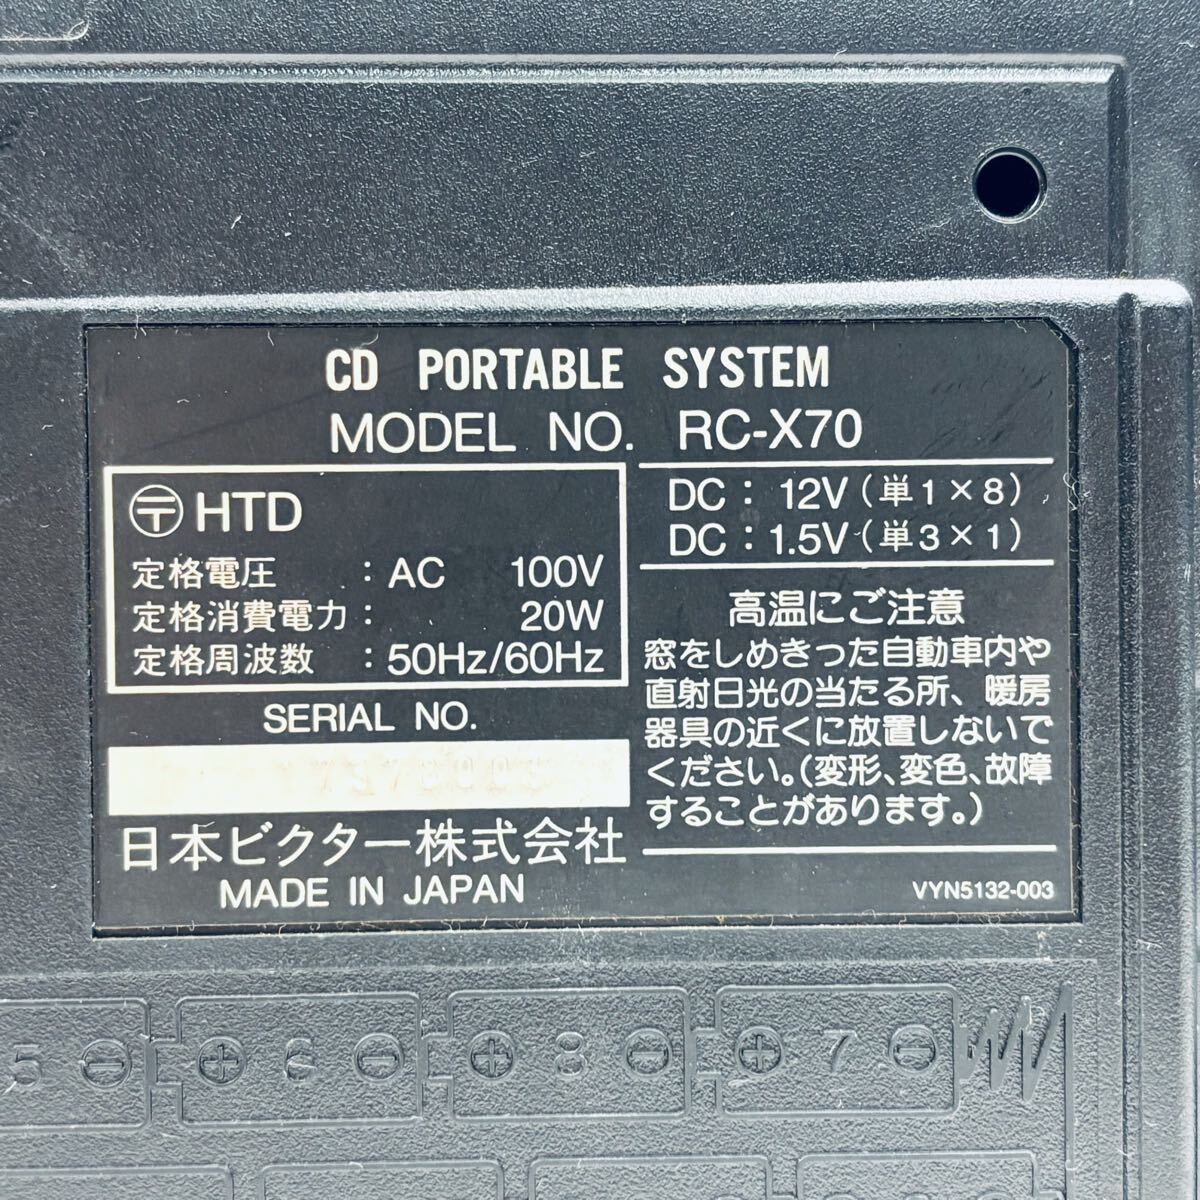 CD PORTABLE SYSTEM
MODEL NO. RC-X70
〒 HTD
定格電圧 : AC 100V
定格消費電力 : 20W
定格周波数 : 50Hz/60Hz
SERIAL NO.
日本ビクター株式会社
MADE IN JAPAN
DC : 12V (単1×8)
DC : 1.5V (単3×1)
高温にご注意
窓をしめきった自動車内や
直射日光の当たる所、暖房
器具の近くに放置しないで
ください。(変形、変色、故障
することがあります。)
VYN5132-003
5 ⊖ ⊕ 6 ⊖ ⊕ 8 ⊖ ⊕ 7 ⊖